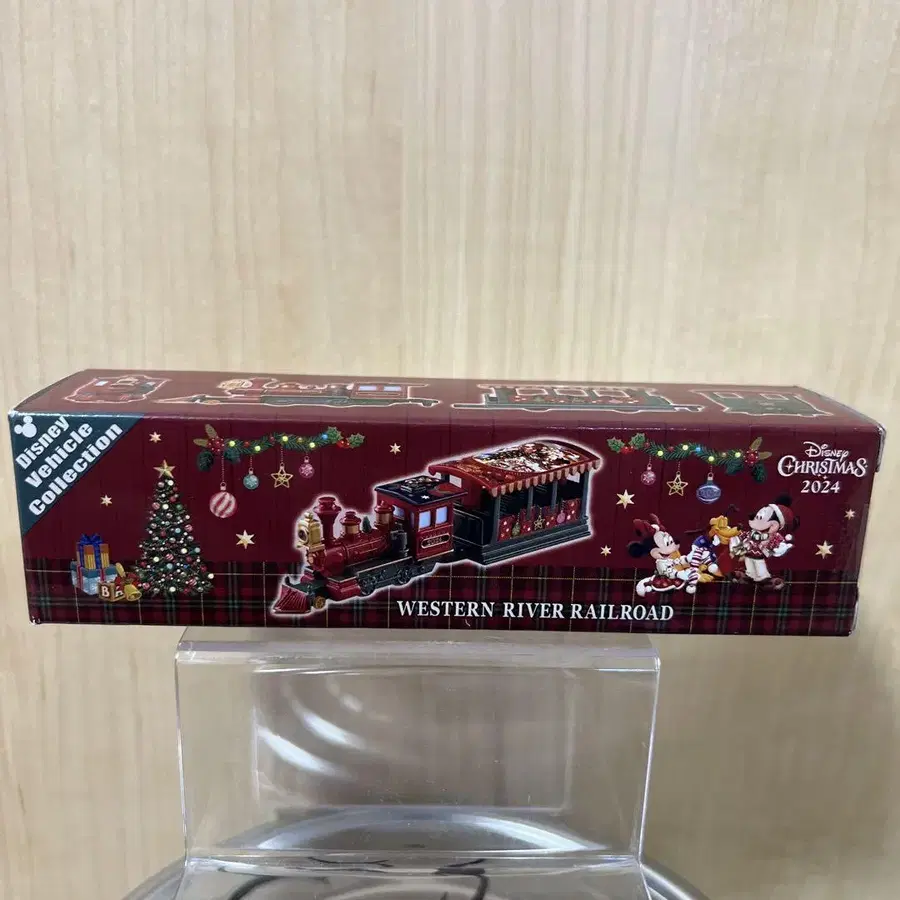 Disney
Vehicle
Collection
Disney
CHRISTMAS
2024
WESTERN RIVER RAILROAD